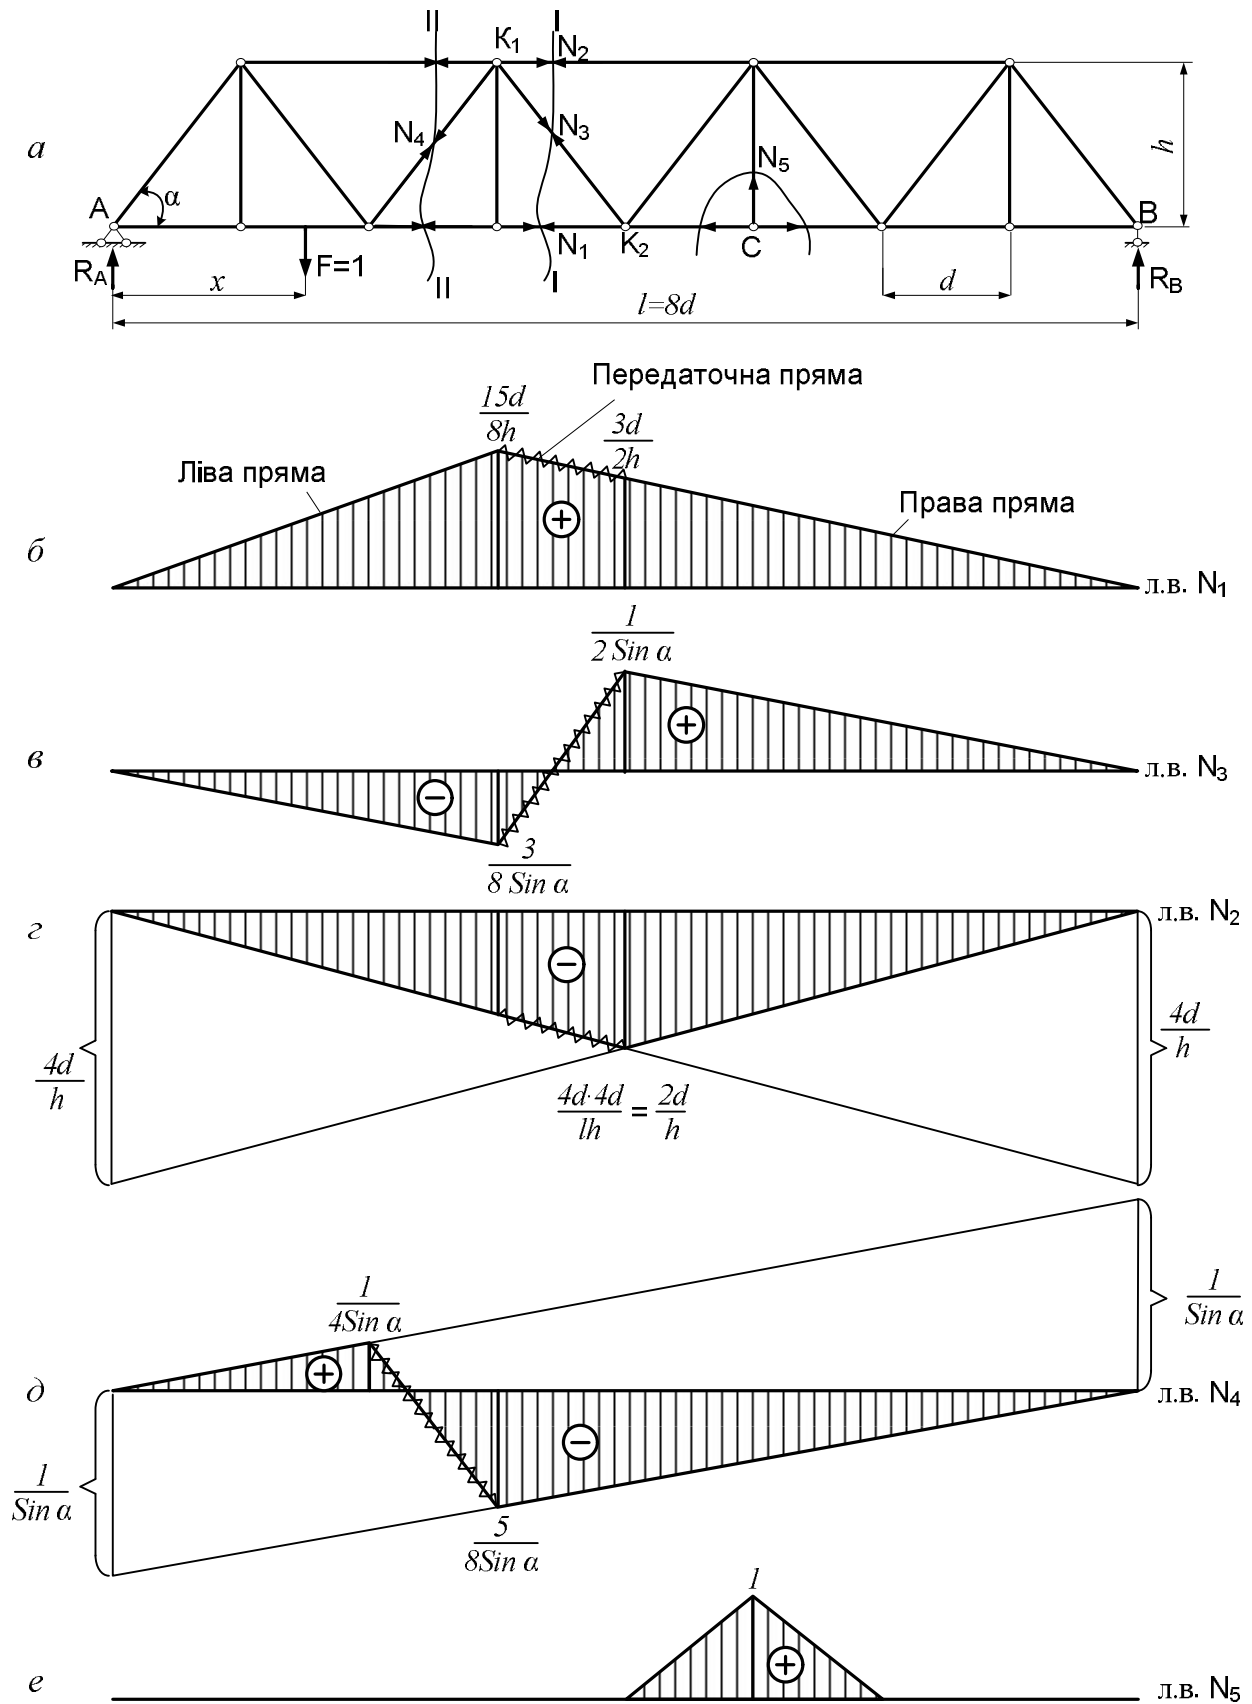 II
I
K₁
N₂
N₄
N₃
а
N₅
h
α
A
B
N₁
K₂
C
R_A
F=1
II
I
R_B
x
d
l=8d
Передаточна пряма
15d/8h
3d/2h
Ліва пряма
Права пряма
+
б
л.в. N₁
1/2 Sin α
+
в
л.в. N₃
−
3/8 Sin α
г
л.в. N₂
−
4d/h
4d/h
4d·4d/lh = 2d/h
1/4Sin α
1/Sin α
+
д
л.в. N₄
−
1/Sin α
5/8Sin α
1
+
е
л.в. N₅